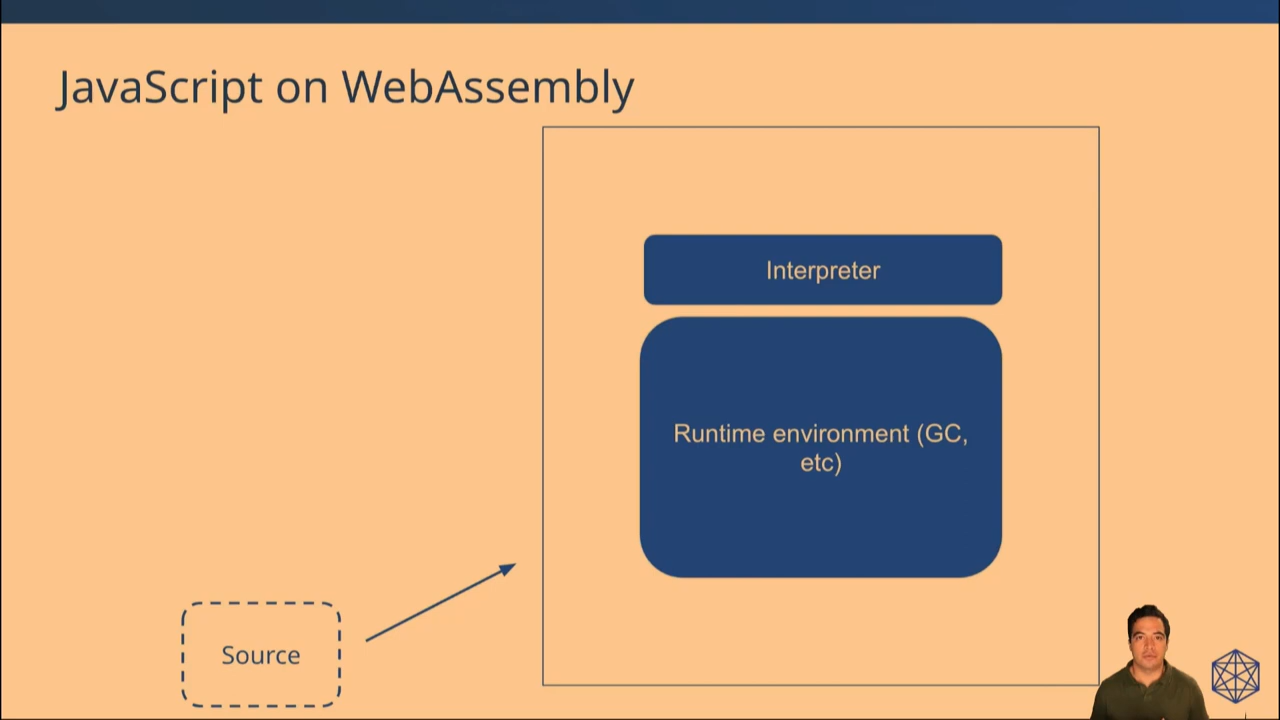 JavaScript on WebAssembly
Interpreter
Runtime environment (GC,
etc)
Source